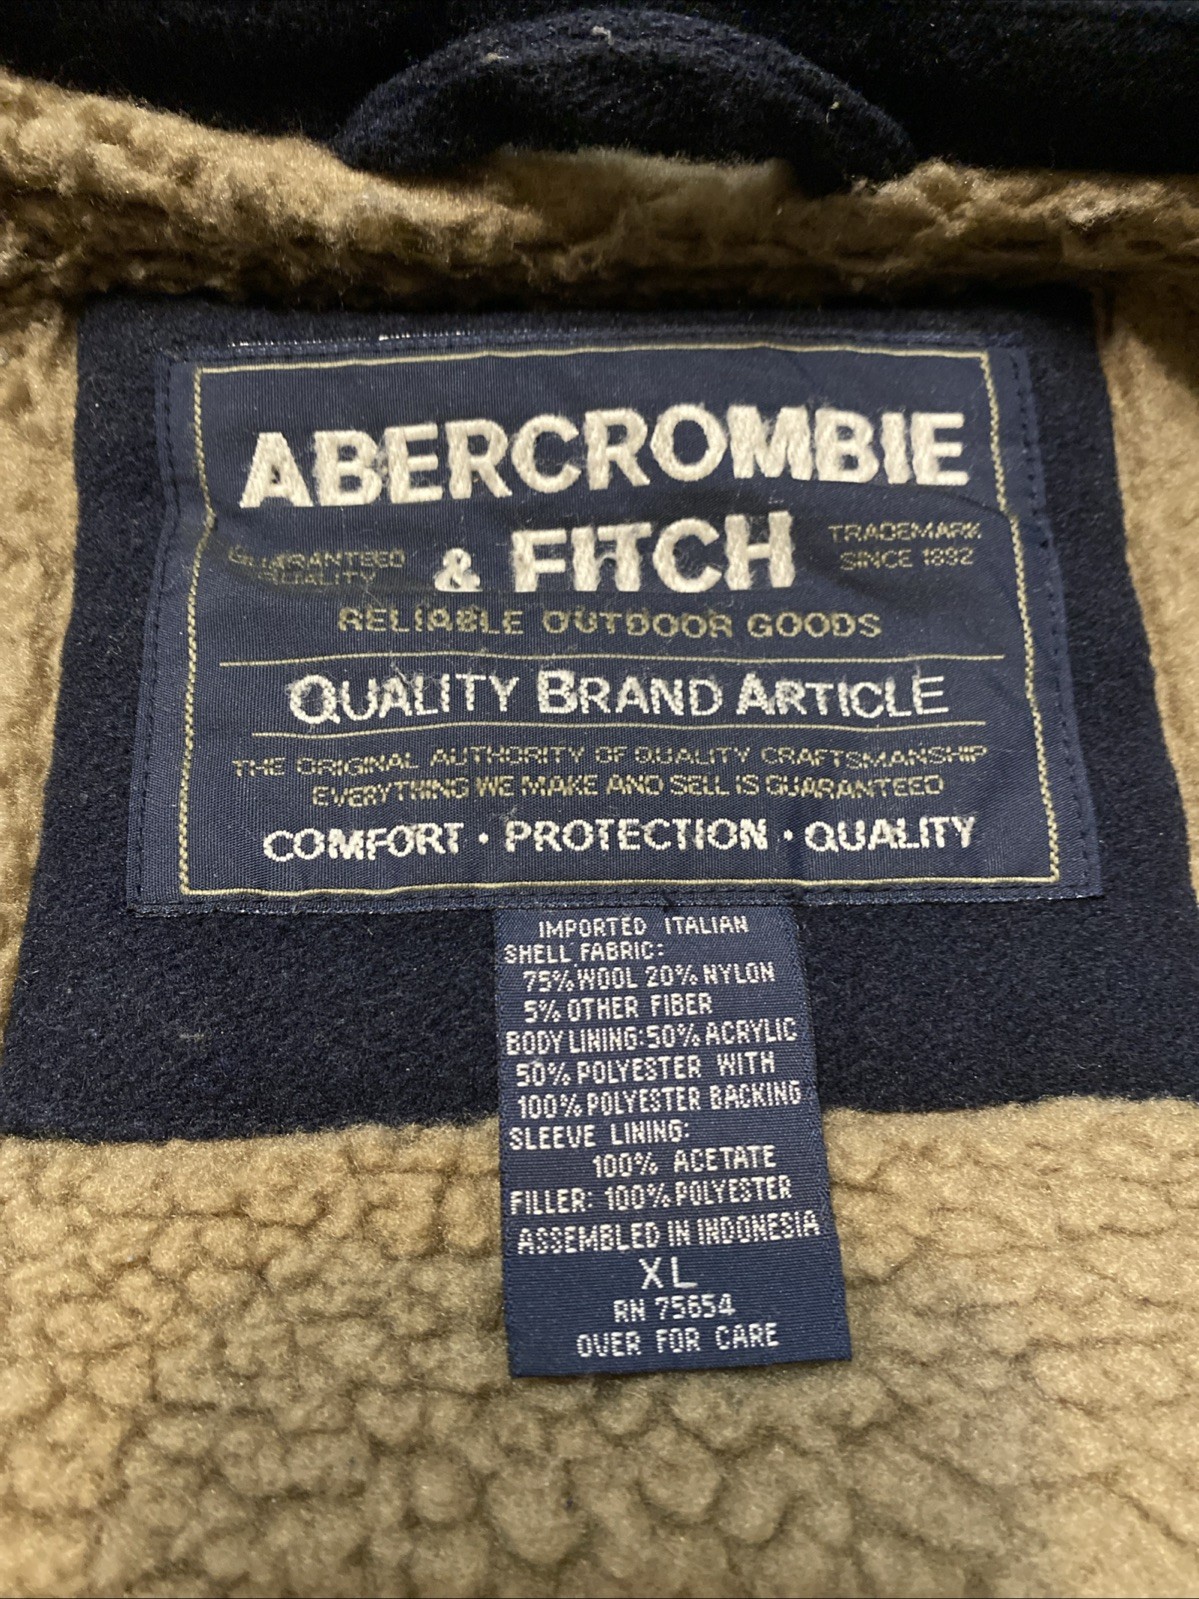 ABERCROMBIE
& FITCH
GUARANTEED
QUALITY
TRADEMARK
SINCE 1892
RELIABLE OUTDOOR GOODS
QUALITY BRAND ARTICLE
THE ORIGINAL AUTHORITY OF QUALITY CRAFTSMANSHIP
EVERYTHING WE MAKE AND SELL IS GUARANTEED
COMFORT · PROTECTION · QUALITY
IMPORTED ITALIAN
SHELL FABRIC:
75% WOOL 20% NYLON
5% OTHER FIBER
BODY LINING: 50% ACRYLIC
50% POLYESTER WITH
100% POLYESTER BACKING
SLEEVE LINING:
100% ACETATE
FILLER: 100% POLYESTER
ASSEMBLED IN INDONESIA
XL
RN 75654
OVER FOR CARE